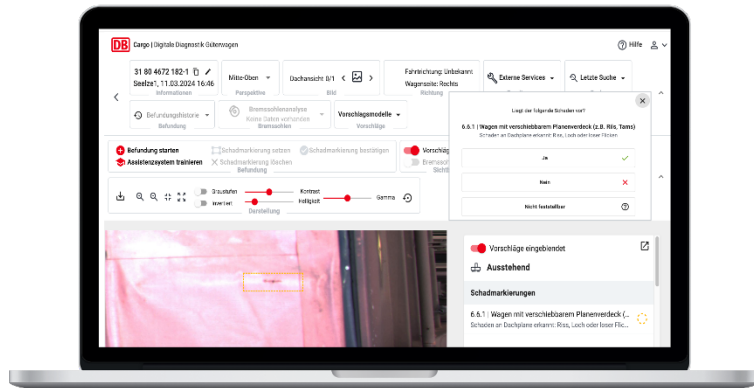 DB Cargo | Digitale Diagnostik Güterwagen
Hilfe
31 80 4672 182-1
Seelze1, 11.03.2024 16:46
Informationen
Mitte-Oben
Perspektive
Dachansicht 0/1
Bild
Fahrtrichtung: Unbekannt
Wagenseite: Rechts
Richtung
Externe Services
Letzte Suche
Befundungshistorie
Befundung
Bremssohlenanalyse
Keine Daten vorhanden
Bremssohlen
Vorschlagsmodelle
Vorschläge
Liegt der folgende Schaden vor?
6.6.1 | Wagen mit verschiebbarem Planenverdeck (z.B. Rils, Tams)
Schaden an Dachplane erkannt: Riss, Loch oder loser Flicken
Ja
Nein
Nicht feststellbar
Befundung starten
Schadmarkierung setzen
Schadmarkierung bestätigen
Assistenzsystem trainieren
Schadmarkierung löschen
Befundung
Vorschläg
Bremssoh
Sichtb
Graustufen
Invertiert
Kontrast
Helligkeit
Gamma
Darstellung
Vorschläge eingeblendet
Ausstehend
Schadmarkierungen
6.6.1 | Wagen mit verschiebbarem Planenverdeck (...
Schaden an Dachplane erkannt: Riss, Loch oder loser Flic...